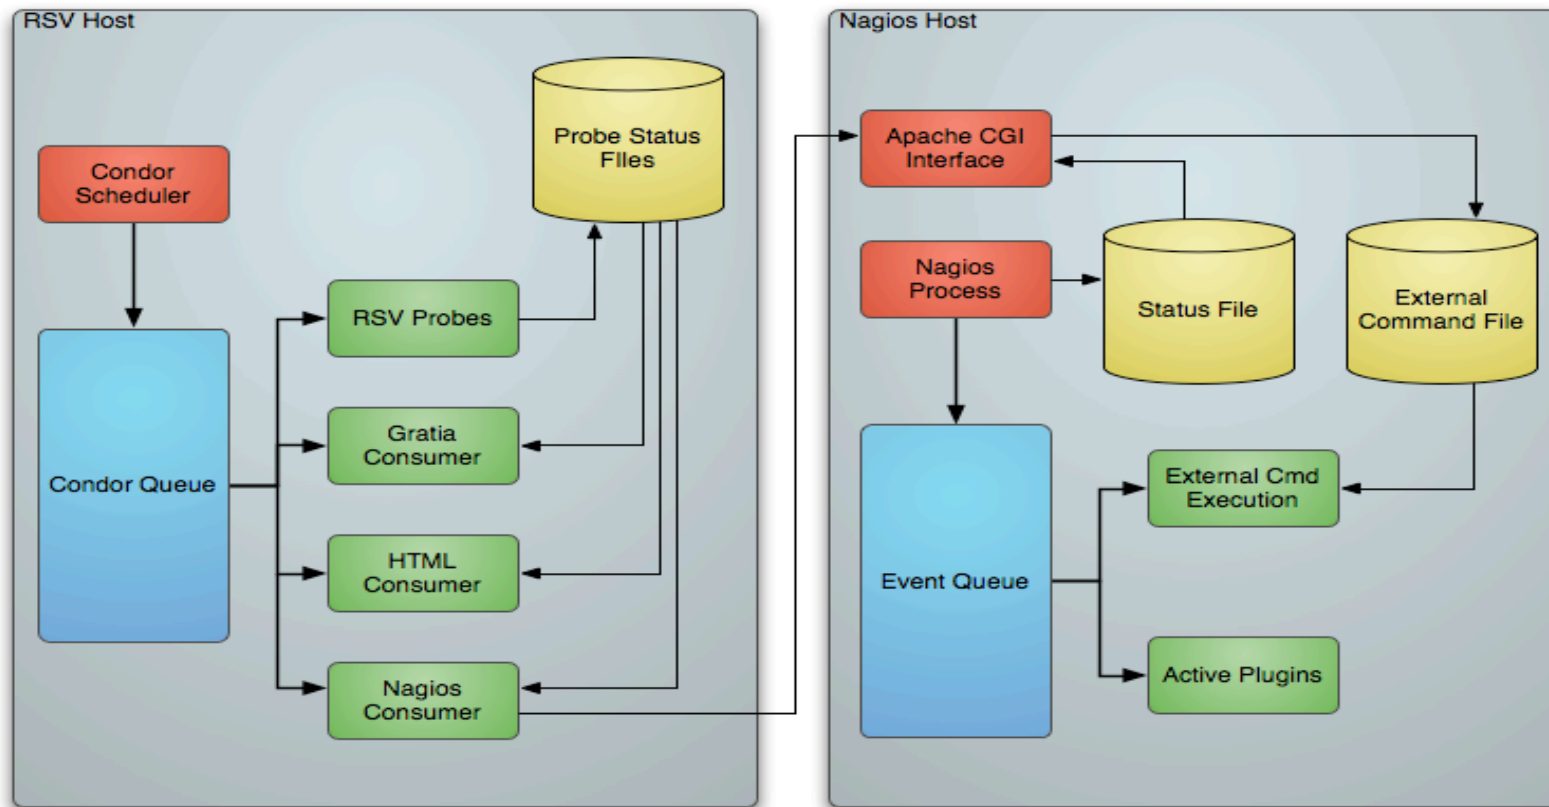 RSV Host
Probe Status
FIles
Condor
Scheduler
RSV Probes
Gratia
Consumer
Condor Queue
HTML
Consumer
Nagios
Consumer
Nagios Host
Apache CGI
Interface
Nagios
Process
Status File
External
Command File
External Cmd
Execution
Event Queue
Active Plugins